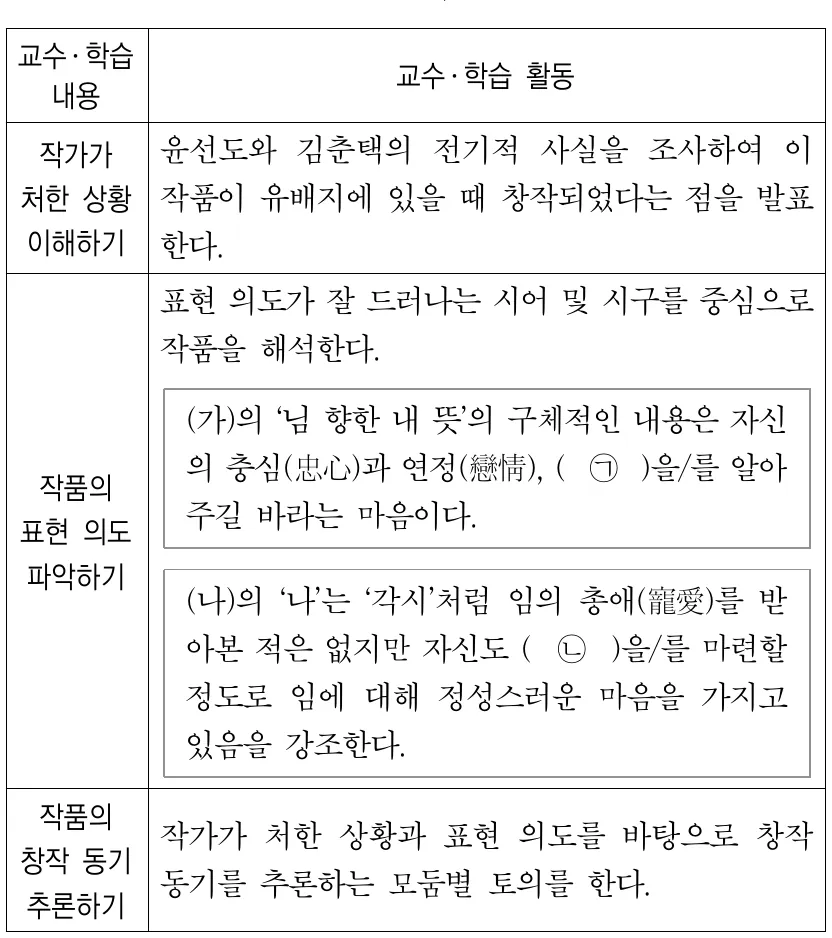 교수·학습
내용
교수·학습 활동
작가가
처한 상황
이해하기
윤선도와 김춘택의 전기적 사실을 조사하여 이
작품이 유배지에 있을 때 창작되었다는 점을 발표
한다.
작품의
표현 의도
파악하기
표현 의도가 잘 드러나는 시어 및 시구를 중심으로
작품을 해석한다.
(가)의 ‘님 향한 내 뜻’의 구체적인 내용은 자신
의 충심(忠心)과 연정(戀情), ( ㉠ )을/를 알아
주길 바라는 마음이다.
(나)의 ‘나’는 ‘각시’처럼 임의 총애(寵愛)를 받
아본 적은 없지만 자신도 ( ㉡ )을/를 마련할
정도로 임에 대해 정성스러운 마음을 가지고
있음을 강조한다.
작품의
창작 동기
추론하기
작가가 처한 상황과 표현 의도를 바탕으로 창작
동기를 추론하는 모둠별 토의를 한다.